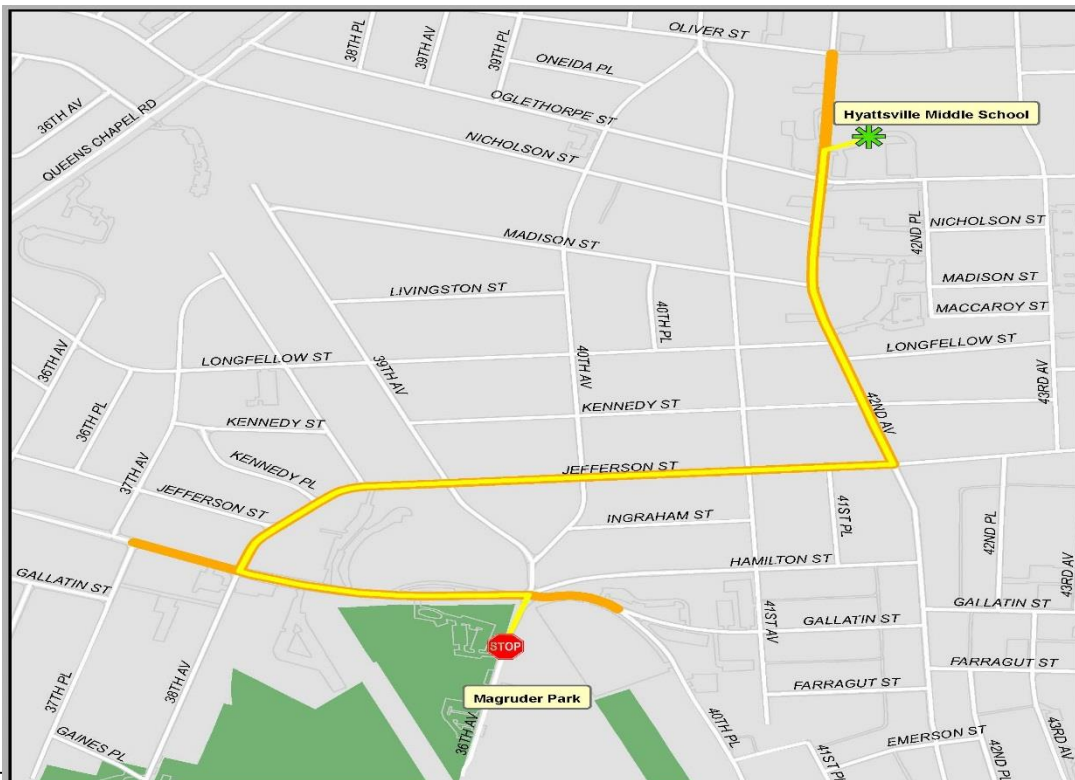 OLIVER ST
38TH PL
39TH AV
39TH PL
ONEIDA PL
36TH AV
QUEENS CHAPEL RD
OGLETHORPE ST
Hyattsville Middle School
NICHOLSON ST
42ND PL
NICHOLSON ST
43RD PL
MADISON ST
MADISON ST
LIVINGSTON ST
40TH PL
MACCAROY ST
36TH AV
LONGFELLOW ST
39TH AV
40TH AV
LONGFELLOW ST
43RD AV
36TH PL
KENNEDY ST
KENNEDY ST
42ND AV
37TH AV
KENNEDY PL
JEFFERSON ST
JEFFERSON ST
INGRAHAM ST
41ST PL
42ND PL
HAMILTON ST
GALLATIN ST
43RD AV
41ST AV
GALLATIN ST
GALLATIN ST
STOP
37TH PL
38TH AV
FARRAGUT ST
Magruder Park
FARRAGUT ST
36TH AV
40TH PL
GAINES PL
41ST PL
EMERSON ST
42ND PL
43RD AV